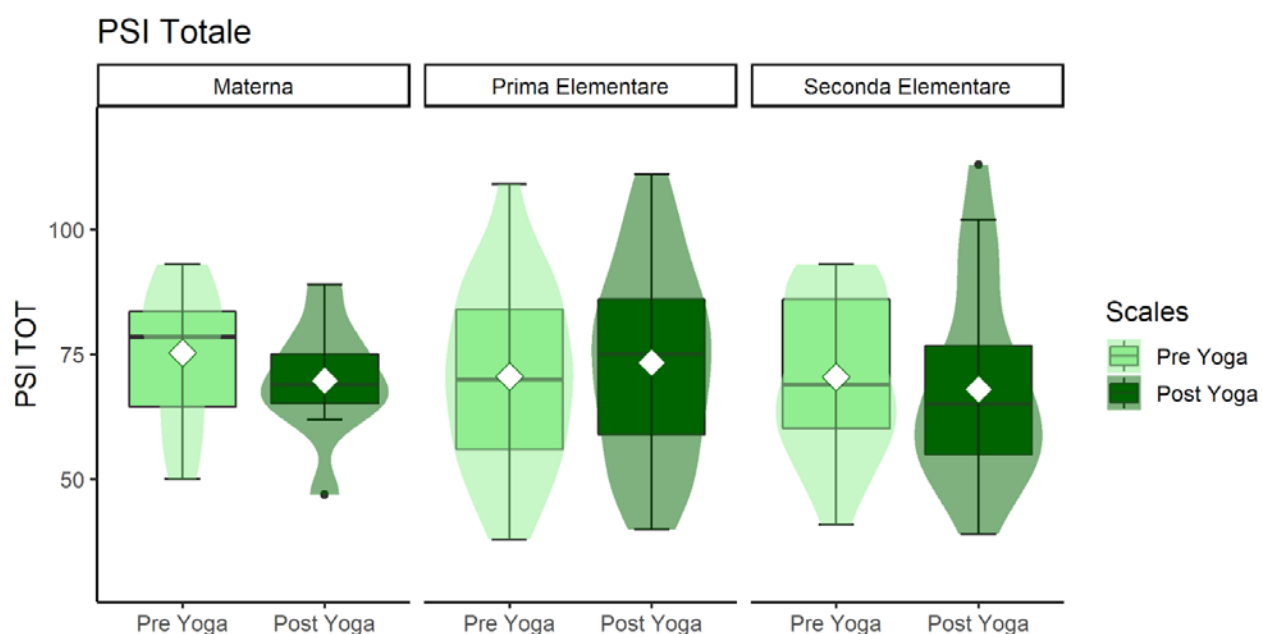 PSI Totale
Materna
Prima Elementare
Seconda Elementare
PSI TOT
100
75
50
Pre Yoga
Post Yoga
Pre Yoga
Post Yoga
Pre Yoga
Post Yoga
Scales
Pre Yoga
Post Yoga